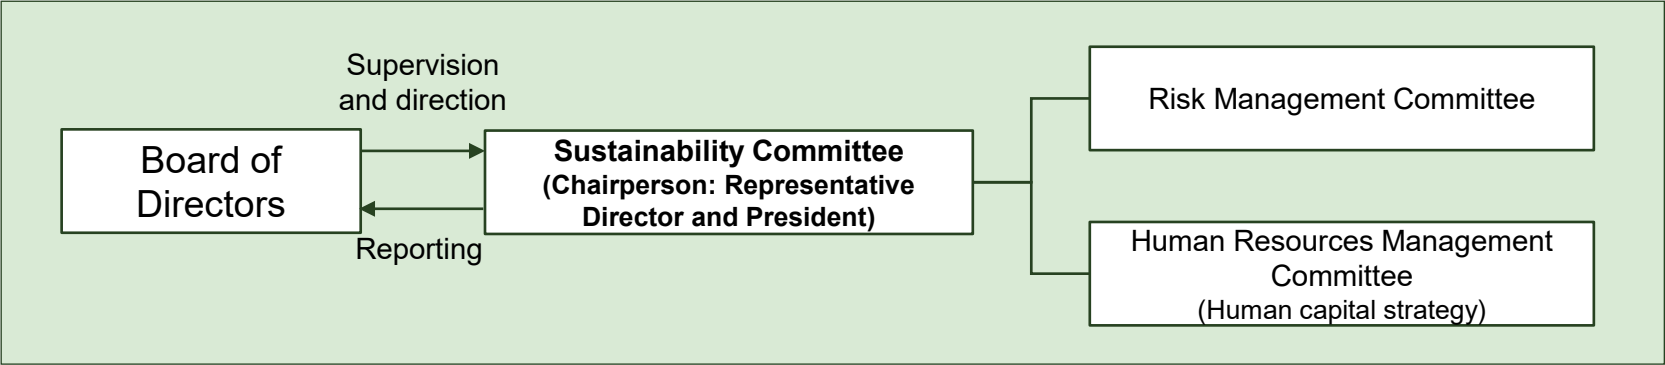 Supervision
and direction
Board of
Directors
Reporting
Sustainability Committee
(Chairperson: Representative
Director and President)
Risk Management Committee
Human Resources Management
Committee
(Human capital strategy)